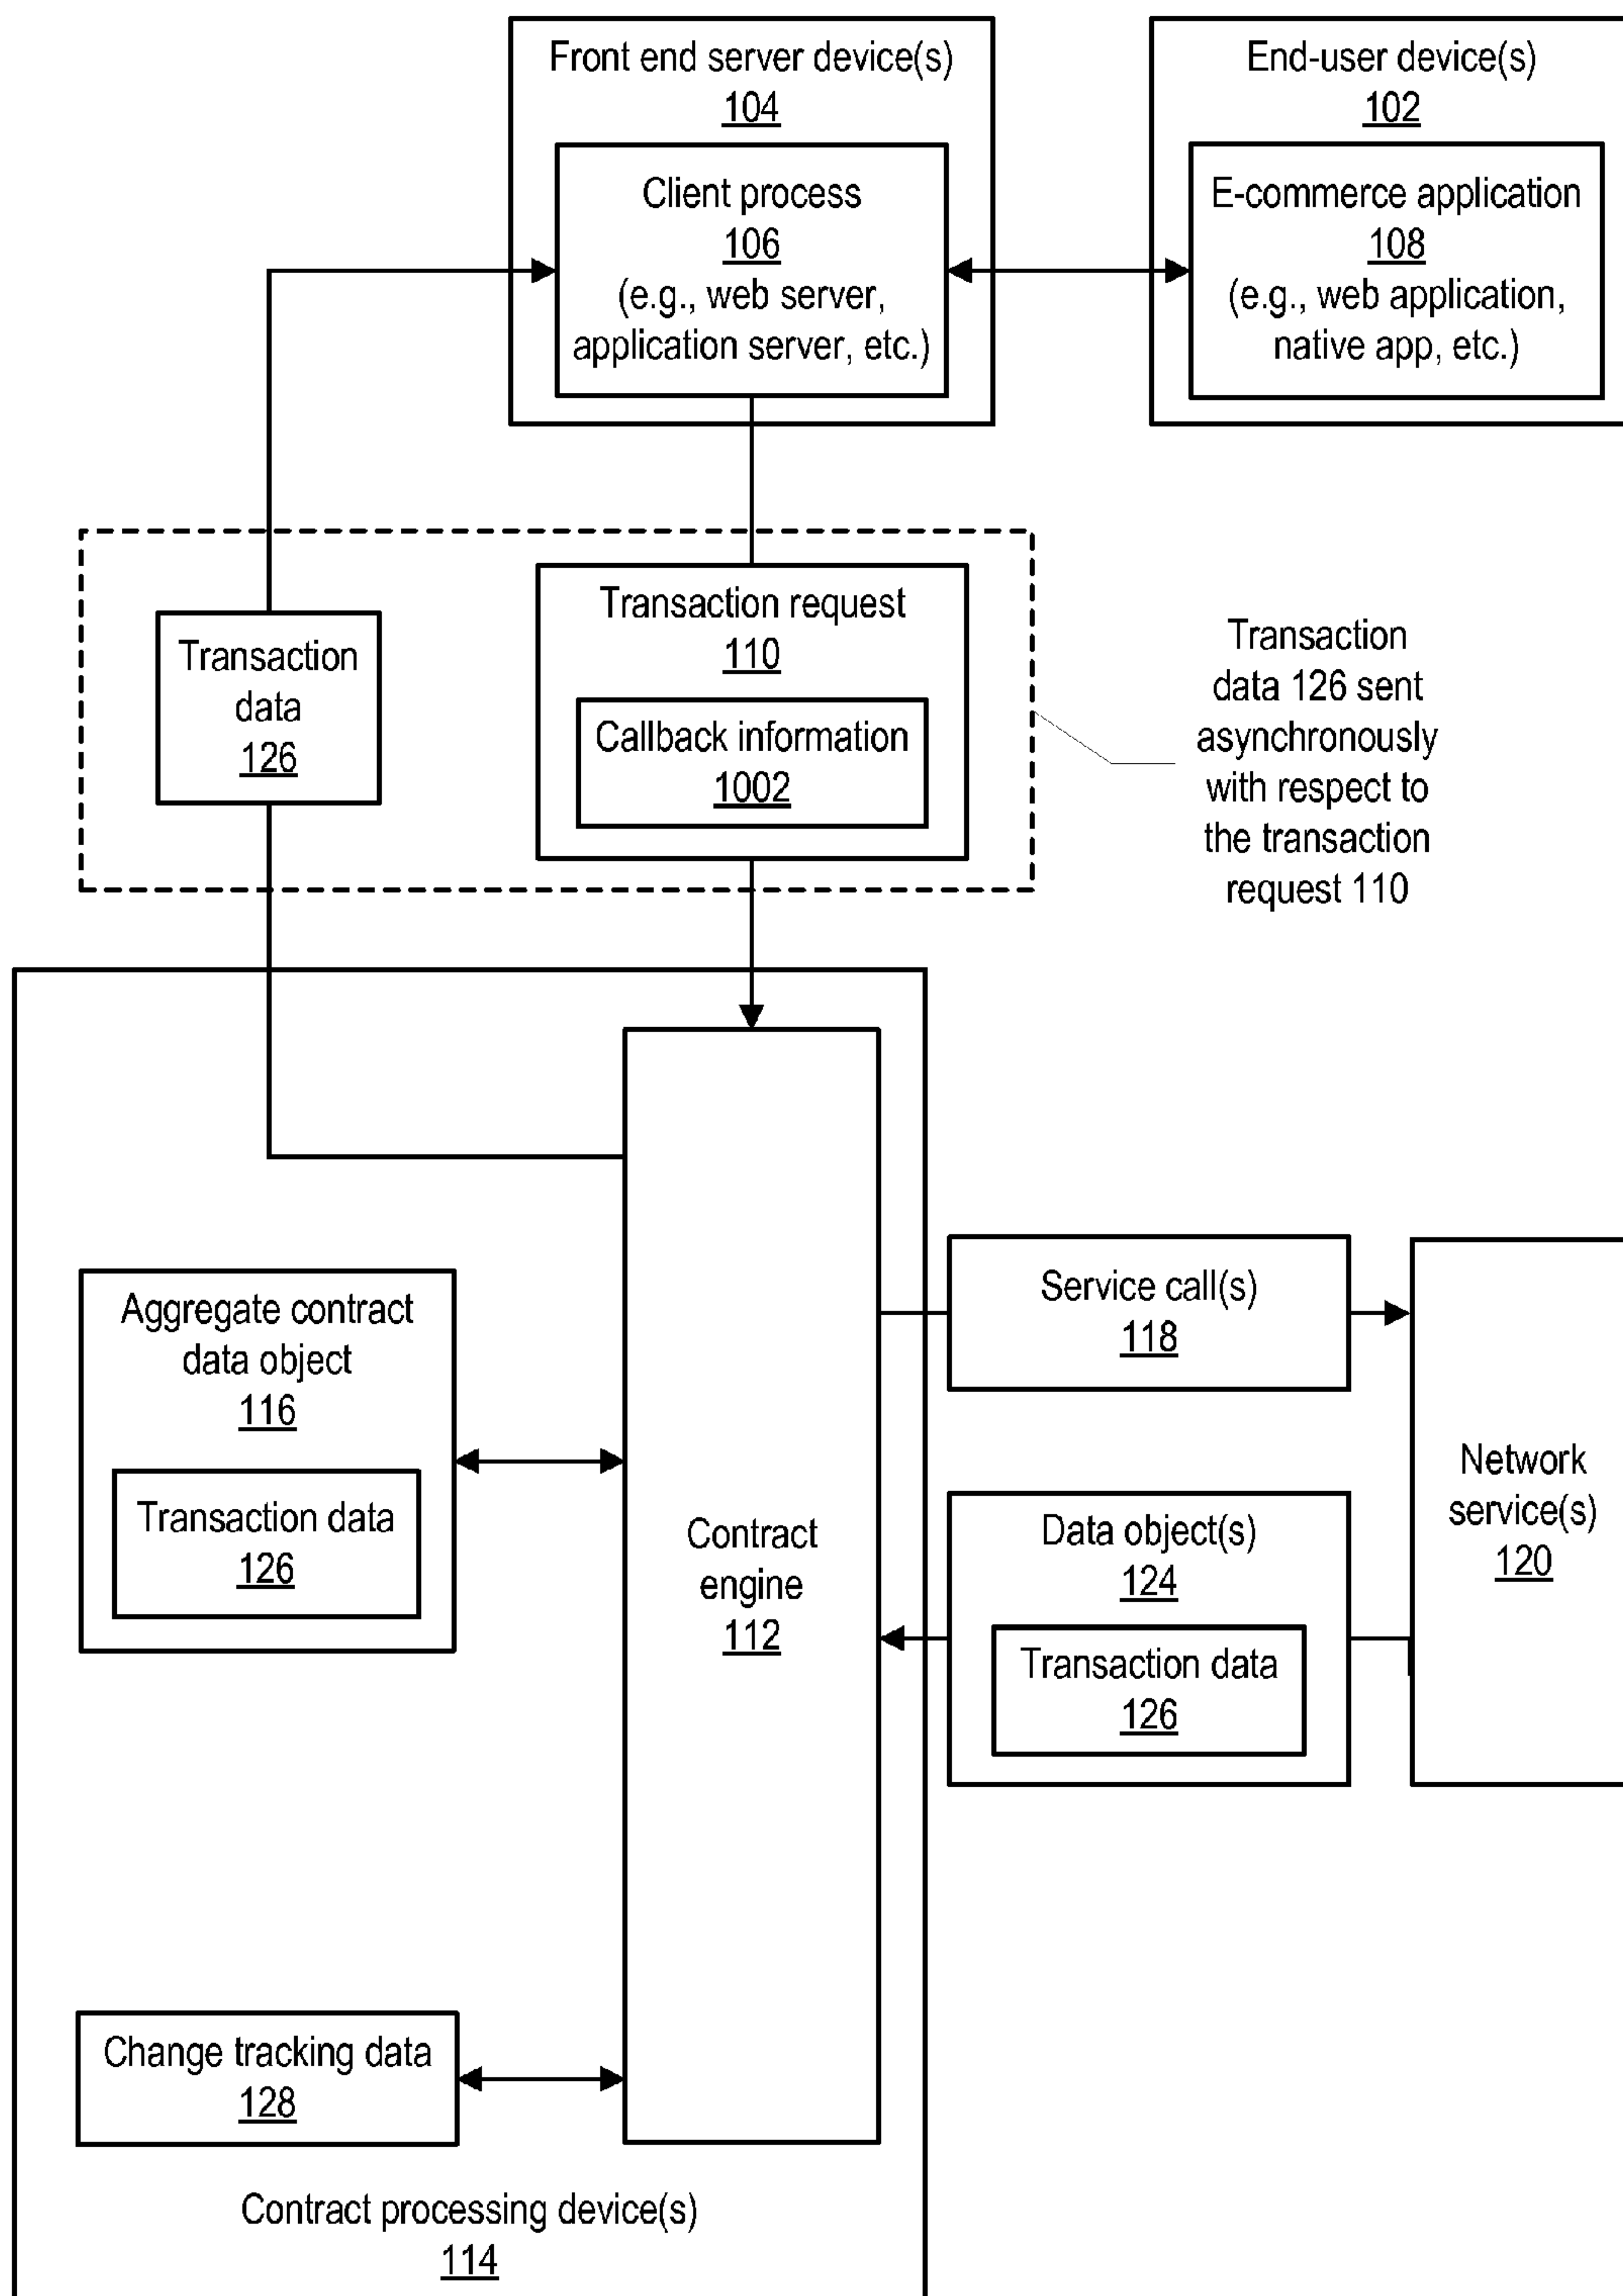 Front end server device(s)
104
Client process
106
(e.g., web server,
application server, etc.)
End-user device(s)
102
E-commerce application
108
(e.g., web application,
native app, etc.)
Transaction
data
126
Transaction request
110
Callback information
1002
Transaction
data 126 sent
asynchronously
with respect to
the transaction
request 110
Aggregate contract
data object
116
Transaction data
126
Contract
engine
112
Service call(s)
118
Data object(s)
124
Transaction data
126
Network
service(s)
120
Change tracking data
128
Contract processing device(s)
114